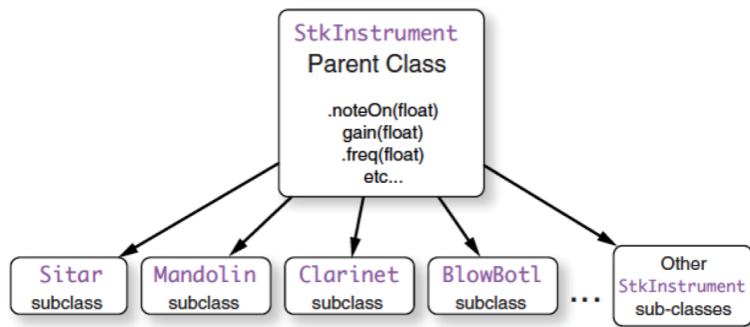 StkInstrument
Parent Class
.noteOn(float)
gain(float)
.freq(float)
etc...
Sitar
subclass
Mandolin
subclass
Clarinet
subclass
BlowBotl
subclass
...
Other
StkInstrument
sub-classes